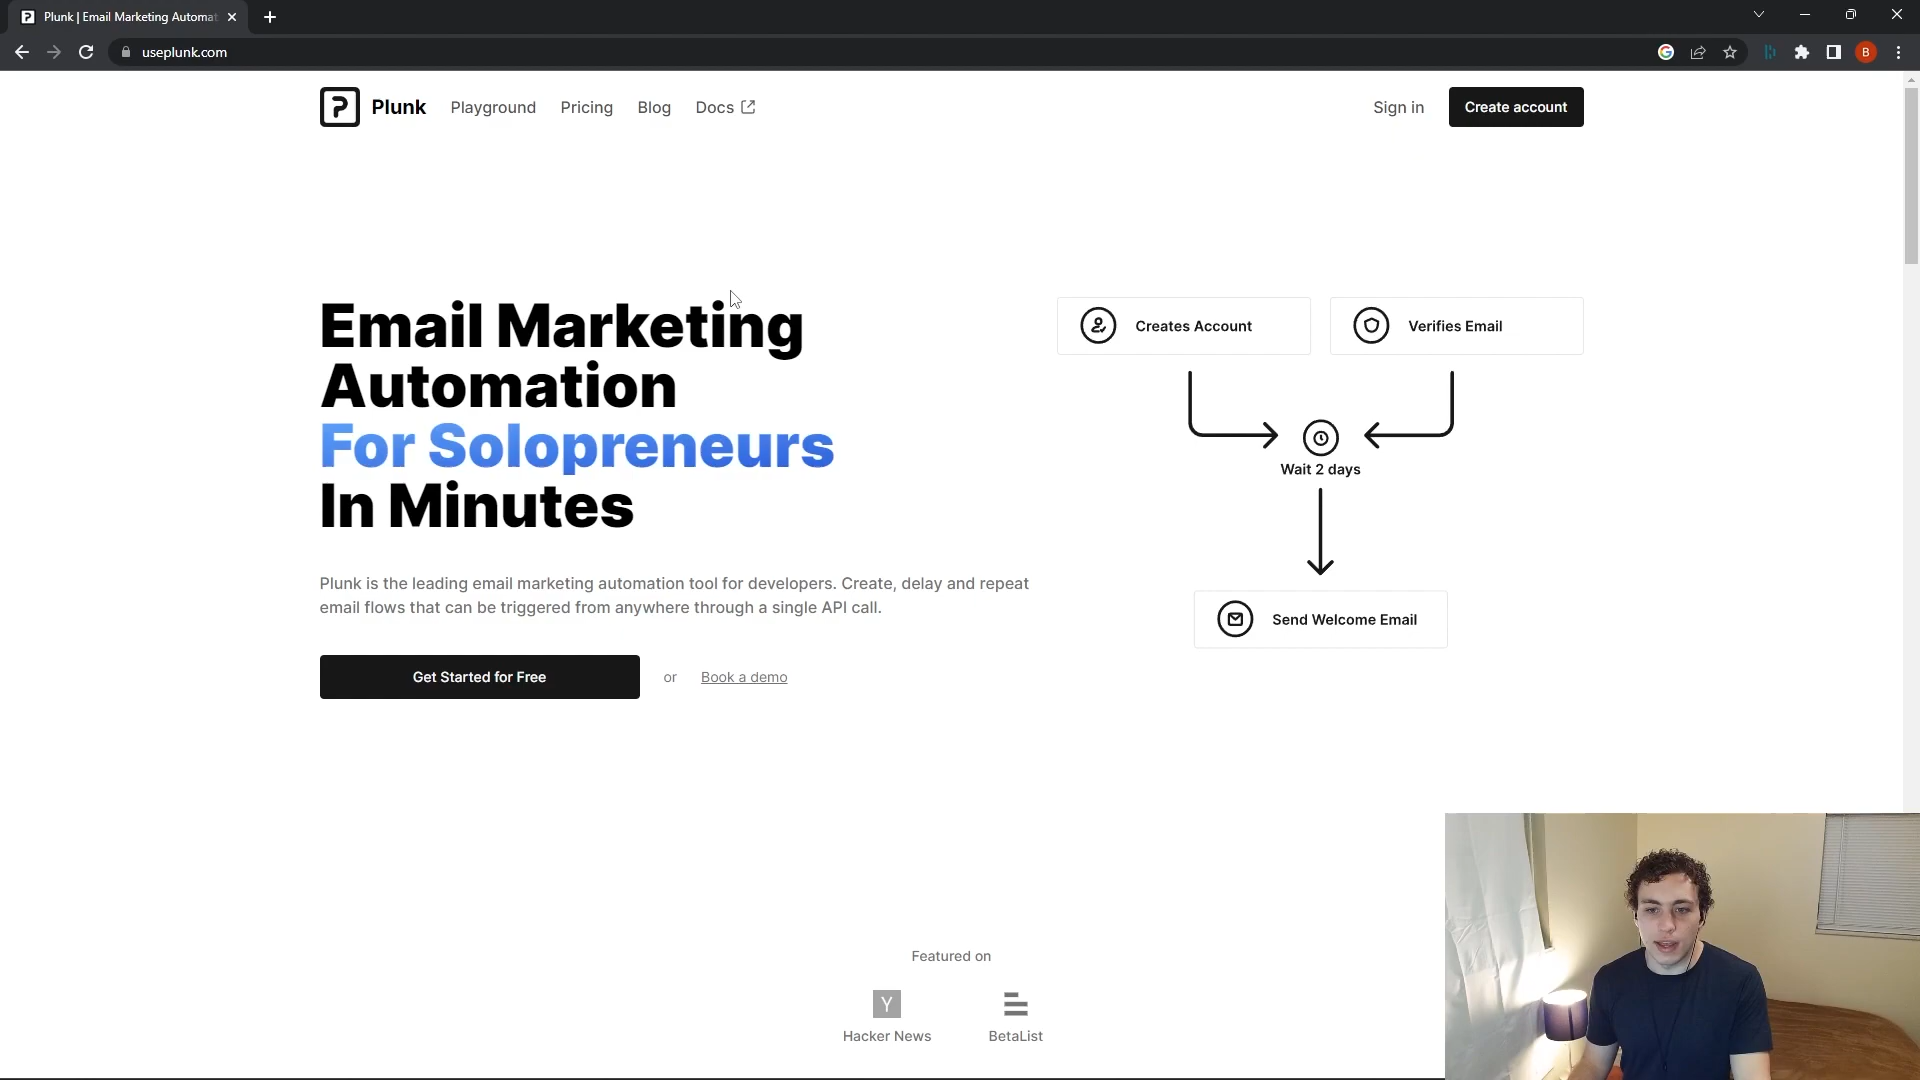 Plunk | Email Marketing Automat
useplunk.com
B
Plunk
Playground
Pricing
Blog
Docs
Sign in
Create account
Email Marketing
Automation
For Solopreneurs
In Minutes
Plunk is the leading email marketing automation tool for developers. Create, delay and repeat
email flows that can be triggered from anywhere through a single API call.
Get Started for Free
or
Book a demo
Creates Account
Verifies Email
Wait 2 days
Send Welcome Email
Featured on
Y
Hacker News
BetaList